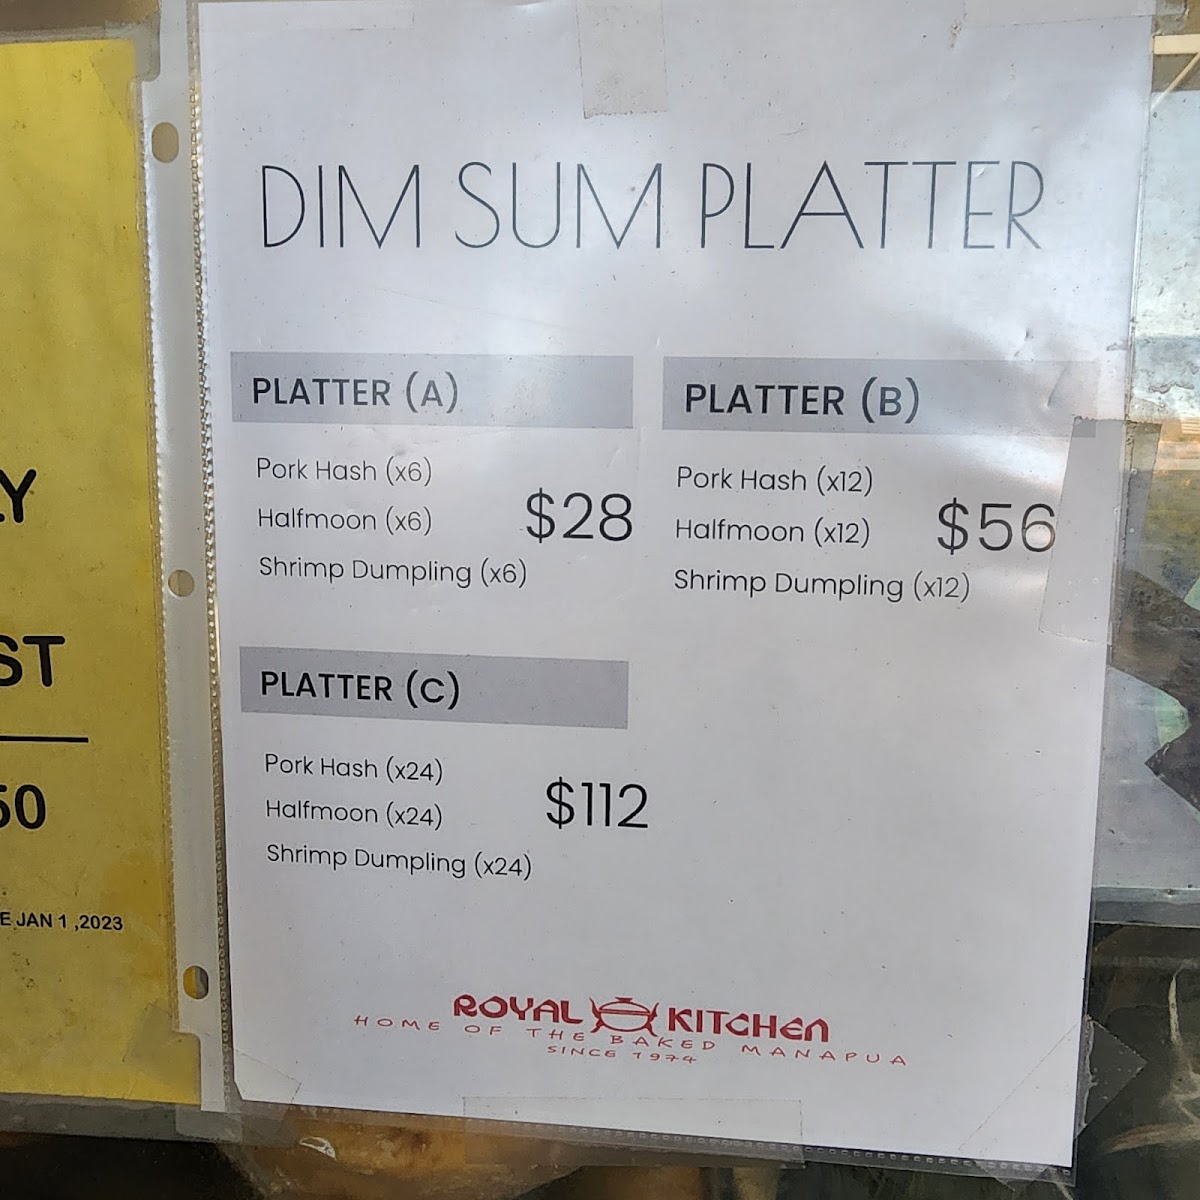 DIM SUM PLATTER
PLATTER (A)
Pork Hash (x6)
Halfmoon (x6)
Shrimp Dumpling (x6)
$28
PLATTER (B)
Pork Hash (x12)
Halfmoon (x12)
Shrimp Dumpling (x12)
$56
PLATTER (C)
Pork Hash (x24)
Halfmoon (x24)
Shrimp Dumpling (x24)
$112
ROYAL KITCHEN
HOME OF THE BAKED MANAPUA
SINCE 1974
Y
ST
50
E JAN 1 ,2023